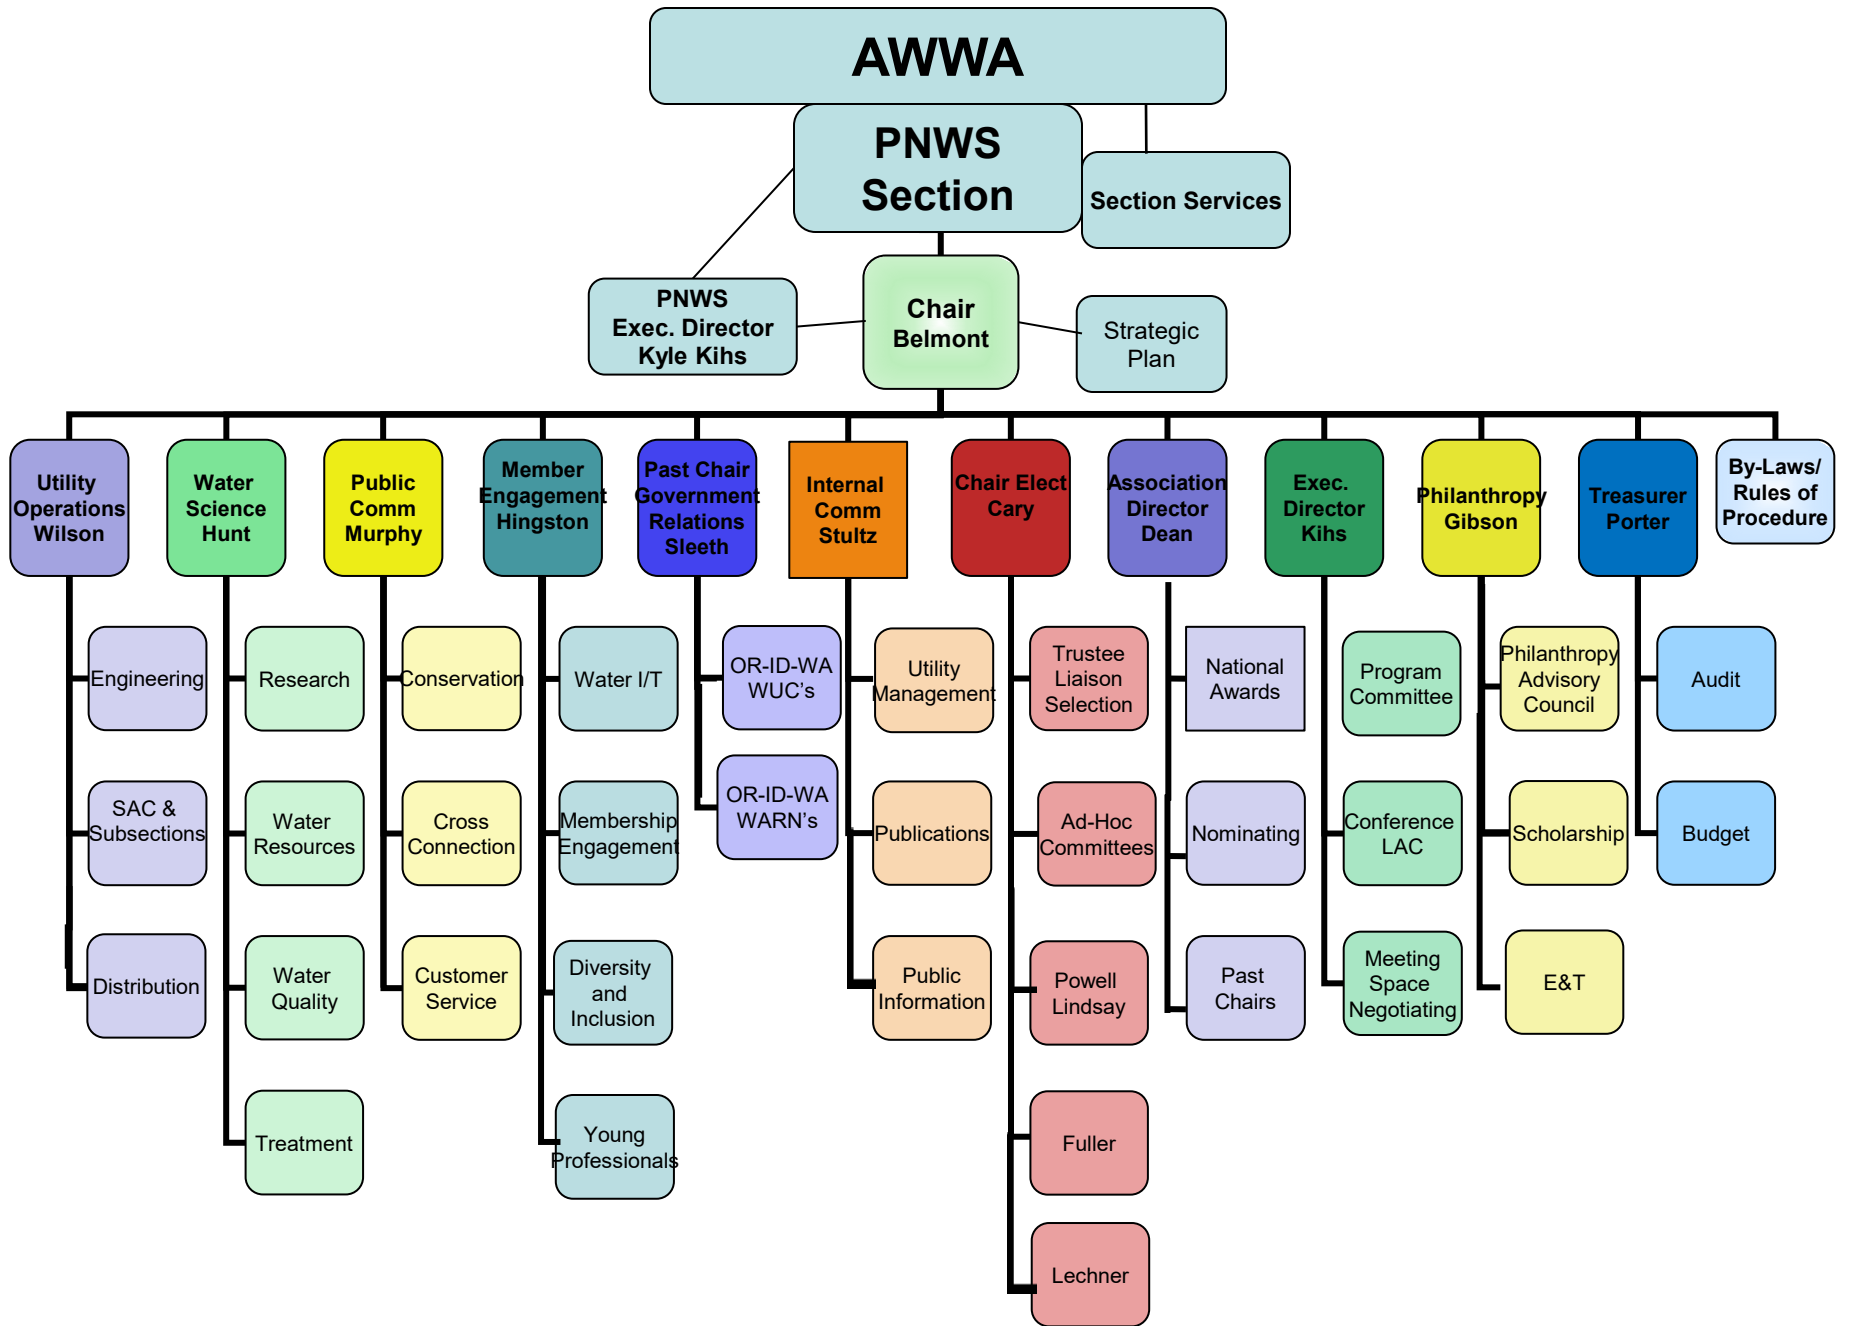 AWWA
PNWS
Section
Section Services
PNWS
Exec. Director
Kyle Kihs
Chair
Belmont
Strategic
Plan
Utility
Operations
Wilson
Water
Science
Hunt
Public
Comm
Murphy
Member
Engagement
Hingston
Past Chair
Government
Relations
Sleeth
Internal
Comm
Stultz
Chair Elect
Cary
Association
Director
Dean
Exec.
Director
Kihs
Philanthropy
Gibson
Treasurer
Porter
By-Laws/
Rules of
Procedure
Engineering
Research
Conservation
Water I/T
OR-ID-WA
WUC's
Utility
Management
Trustee
Liaison
Selection
National
Awards
Program
Committee
Philanthropy
Advisory
Council
Audit
SAC &
Subsections
Water
Resources
Cross
Connection
Membership
Engagement
OR-ID-WA
WARN's
Publications
Ad-Hoc
Committees
Nominating
Conference
LAC
Scholarship
Budget
Distribution
Water
Quality
Customer
Service
Diversity
and
Inclusion
Public
Information
Powell
Lindsay
Past
Chairs
Meeting
Space
Negotiating
E&T
Treatment
Young
Professionals
Fuller
Lechner